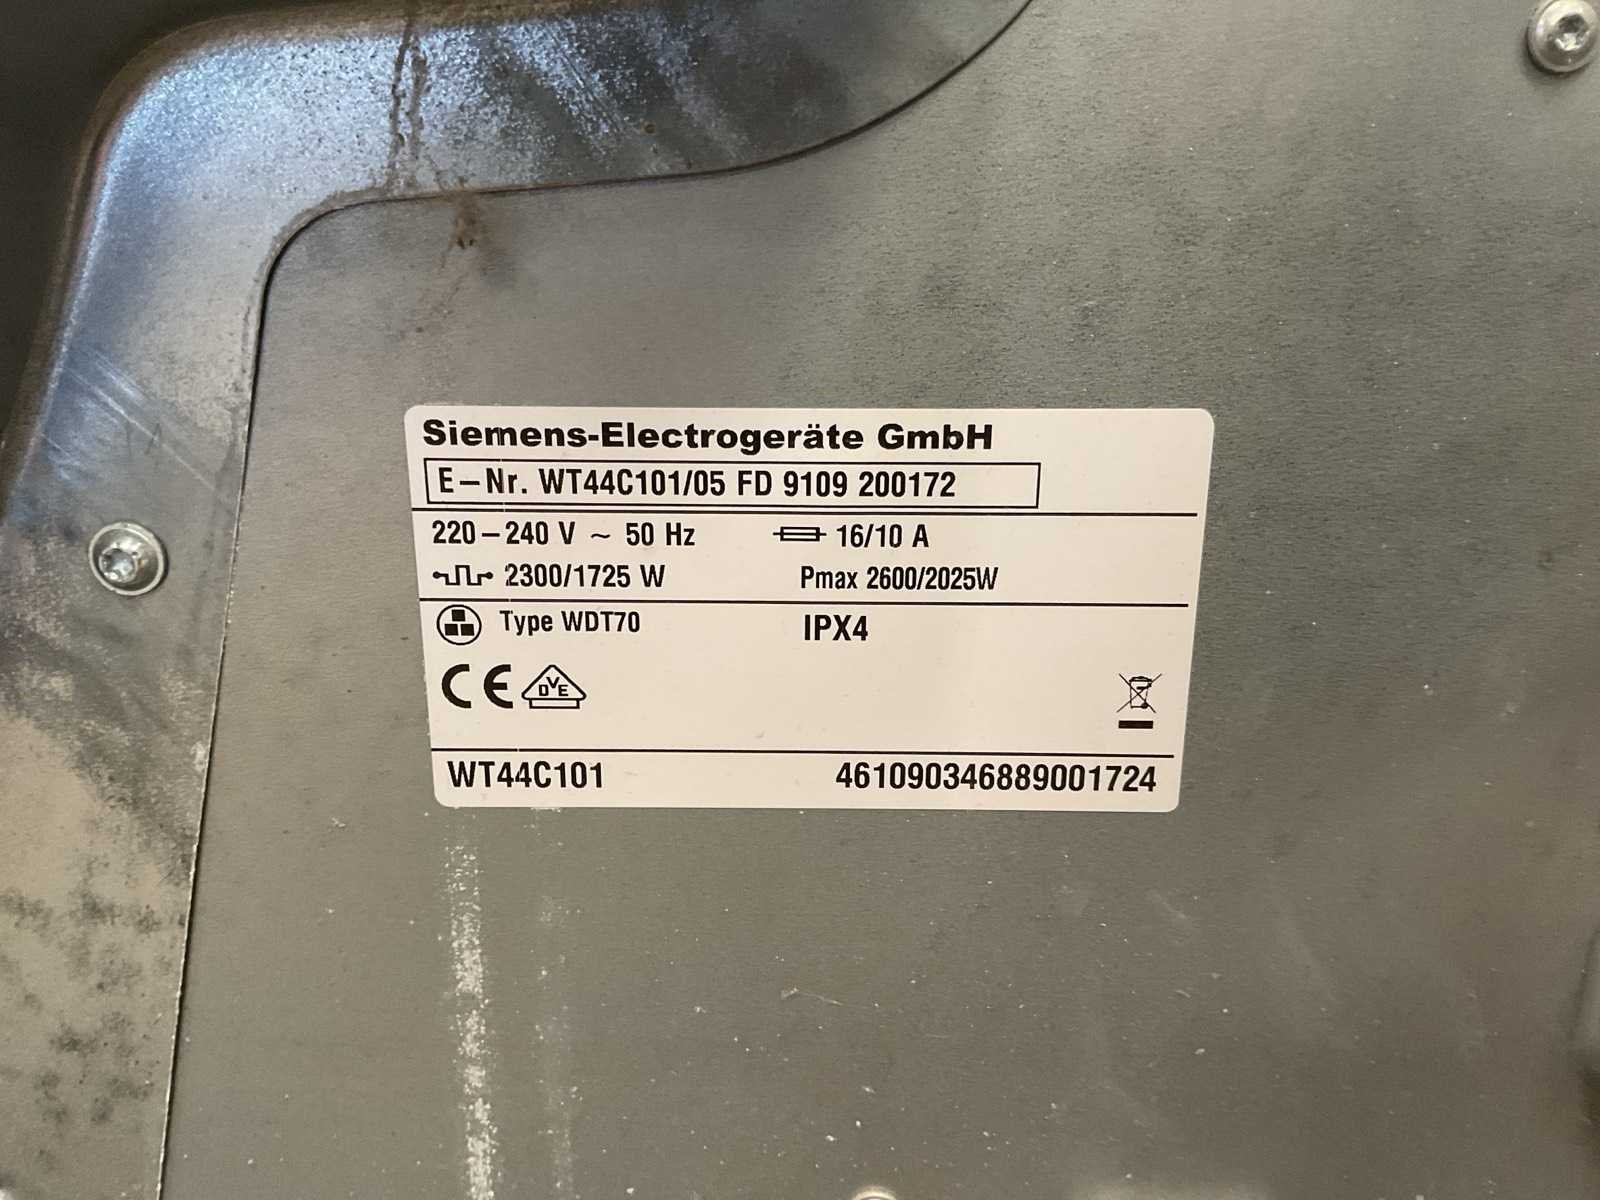 Siemens-Electrogeräte GmbH
E-Nr. WT44C101/05 FD 9109 200172
220-240 V ~ 50 Hz 16/10 A
2300/1725 W Pmax 2600/2025W
Type WDT70 IPX4
CE DVE
WT44C101 461090346889001724